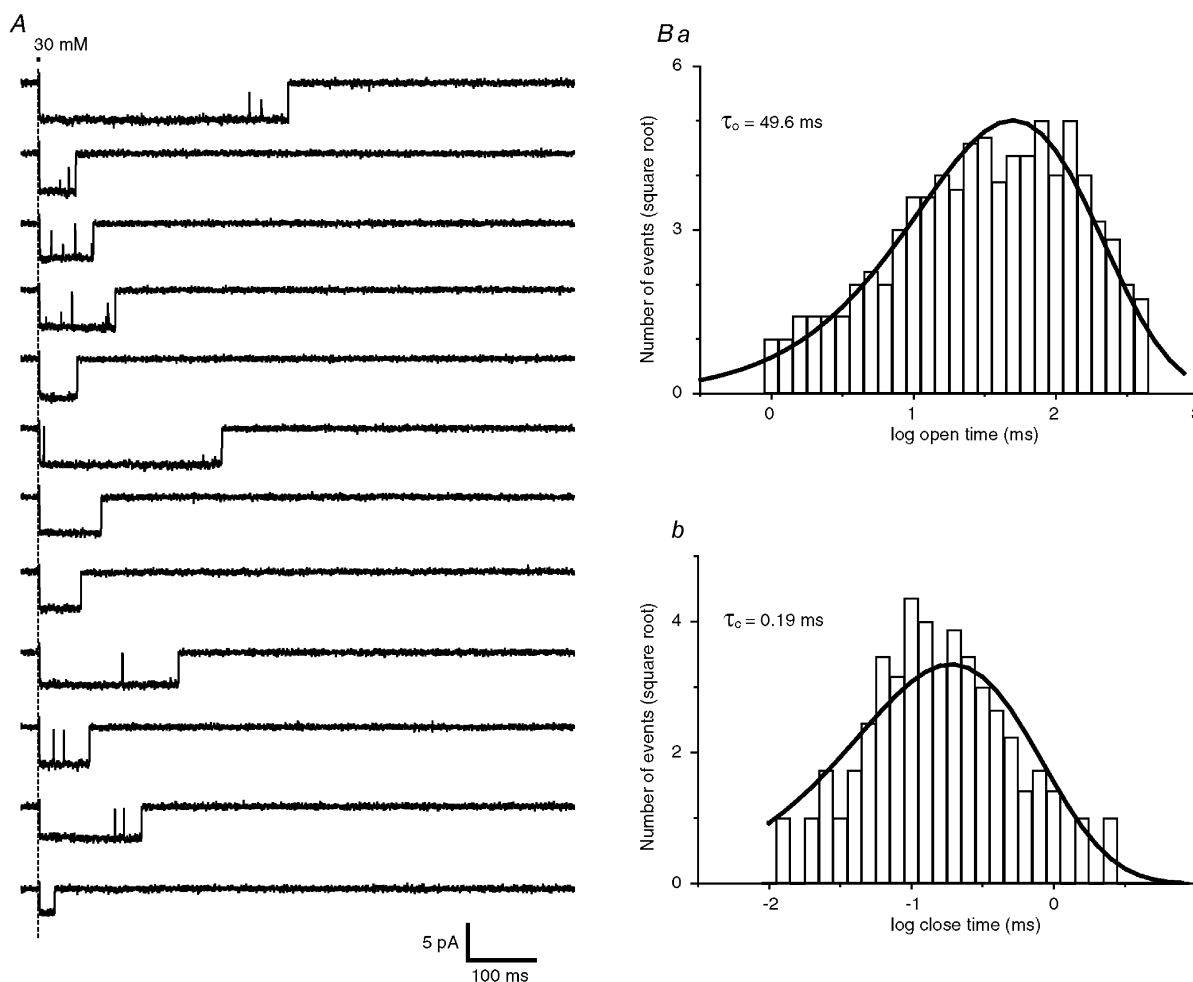 A
30 mM
5 pA
100 ms
B a
6
3
0
τo = 49.6 ms
Number of events (square root)
0
1
2
3
log open time (ms)
b
4
2
0
τc = 0.19 ms
Number of events (square root)
-2
-1
0
log close time (ms)